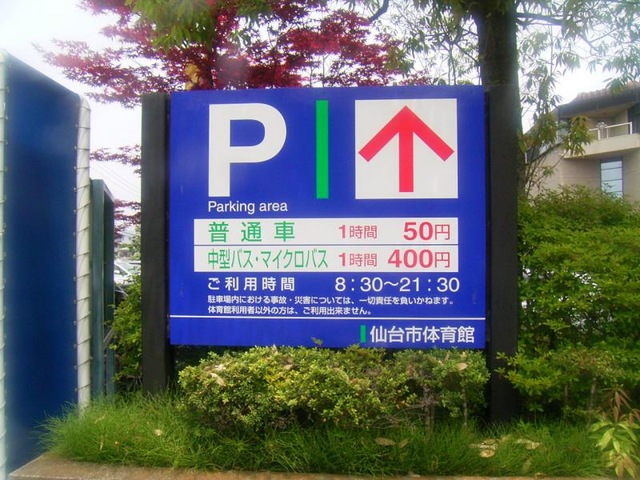 P
Parking area
普通車 1時間 50円
中型バス・マイクロバス 1時間 400円
ご利用時間 8:30～21:30
駐車場内における事故・災害については、一切責任を負いかねます。
体育館利用者以外の方は、ご利用出来ません。
仙台市体育館